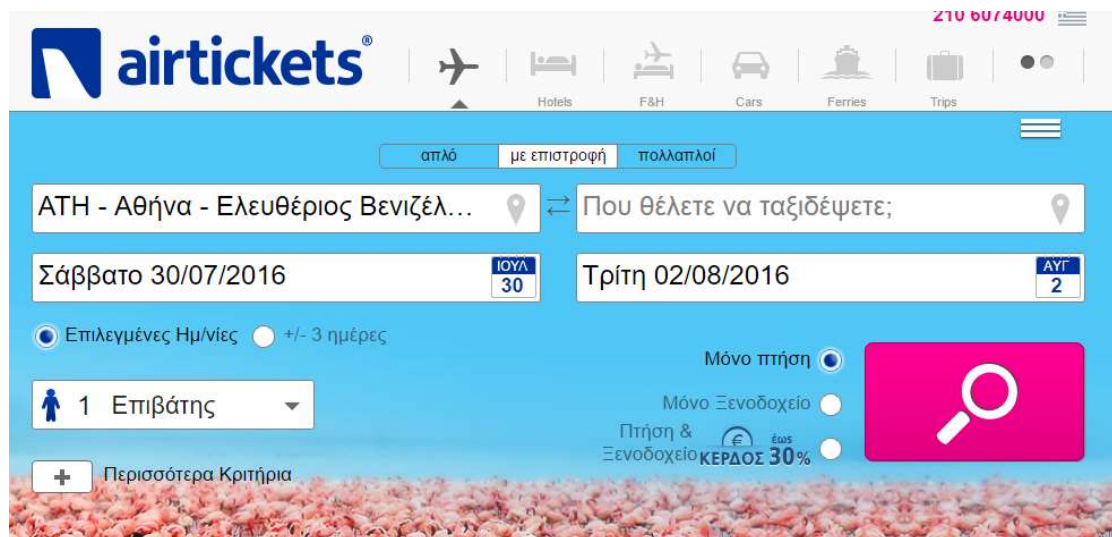 210 6074000
airtickets®
Hotels F&H Cars Ferries Trips
απλό με επιστροφή πολλαπλοί
ATH - Αθήνα - Ελευθέριος Βενιζέλ... Που θέλετε να ταξιδέψετε;
Σάββατο 30/07/2016 ΙΟΥΛ 30 Τρίτη 02/08/2016 ΑΥΓ 2
Επιλεγμένες Ημ/νίες +/- 3 ημέρες
Μόνο πτήση
1 Επιβάτης
Μόνο Ξενοδοχείο
Πτήση & Ξενοδοχείο € ΚΕΡΔΟΣ έως 30%
+ Περισσότερα Κριτήρια